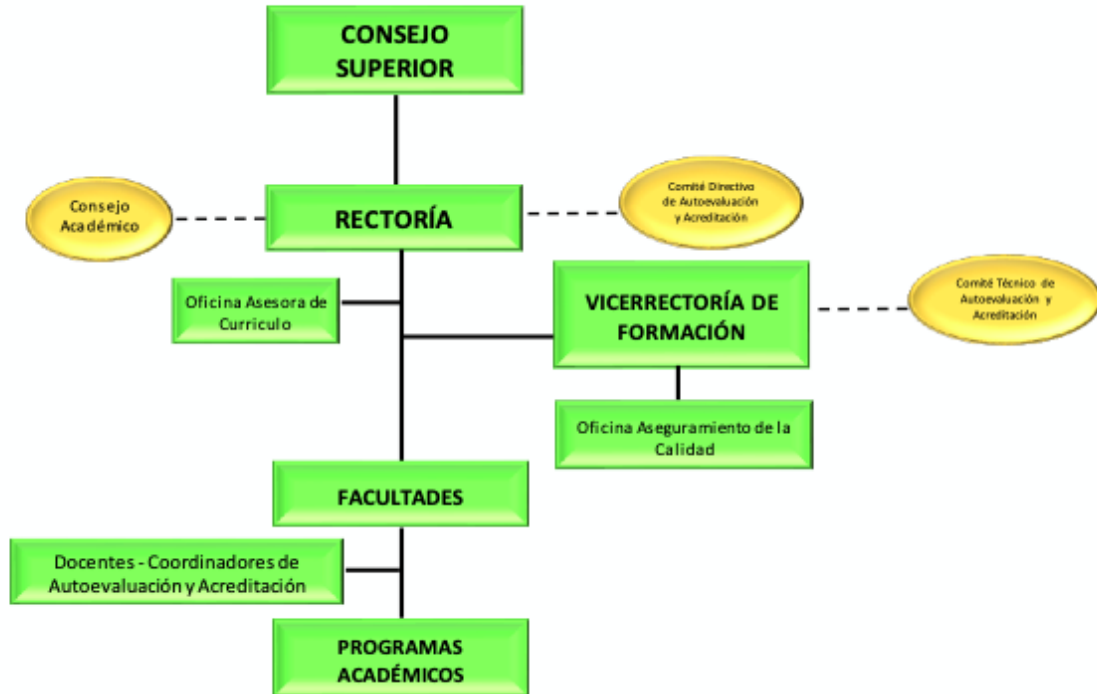 CONSEJO
SUPERIOR
Consejo
Académico
RECTORÍA
Comité Directivo
de Autoevaluación
y Acreditación
Oficina Asesora de
Curriculo
VICERRECTORÍA DE
FORMACIÓN
Comité Técnico de
Autoevaluación y
Acreditación
Oficina Aseguramiento de la
Calidad
FACULTADES
Docentes - Coordinadores de
Autoevaluación y Acreditación
PROGRAMAS
ACADÉMICOS